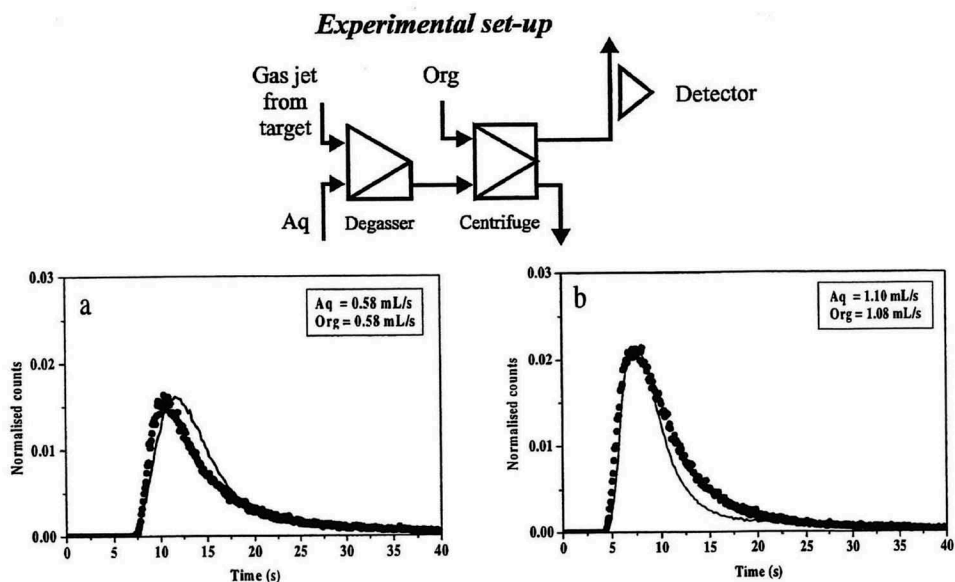 Experimental set-up
Gas jet
from
target
Org
Detector
Aq
Degasser
Centrifuge
a
Aq = 0.58 mL/s
Org = 0.58 mL/s
Normalised counts
0.03
0.02
0.01
0.00
0 5 10 15 20 25 30 35 40
Time (s)
b
Aq = 1.10 mL/s
Org = 1.08 mL/s
Normalised counts
0.03
0.02
0.01
0.00
0 5 10 15 20 25 30 35 40
Time (s)